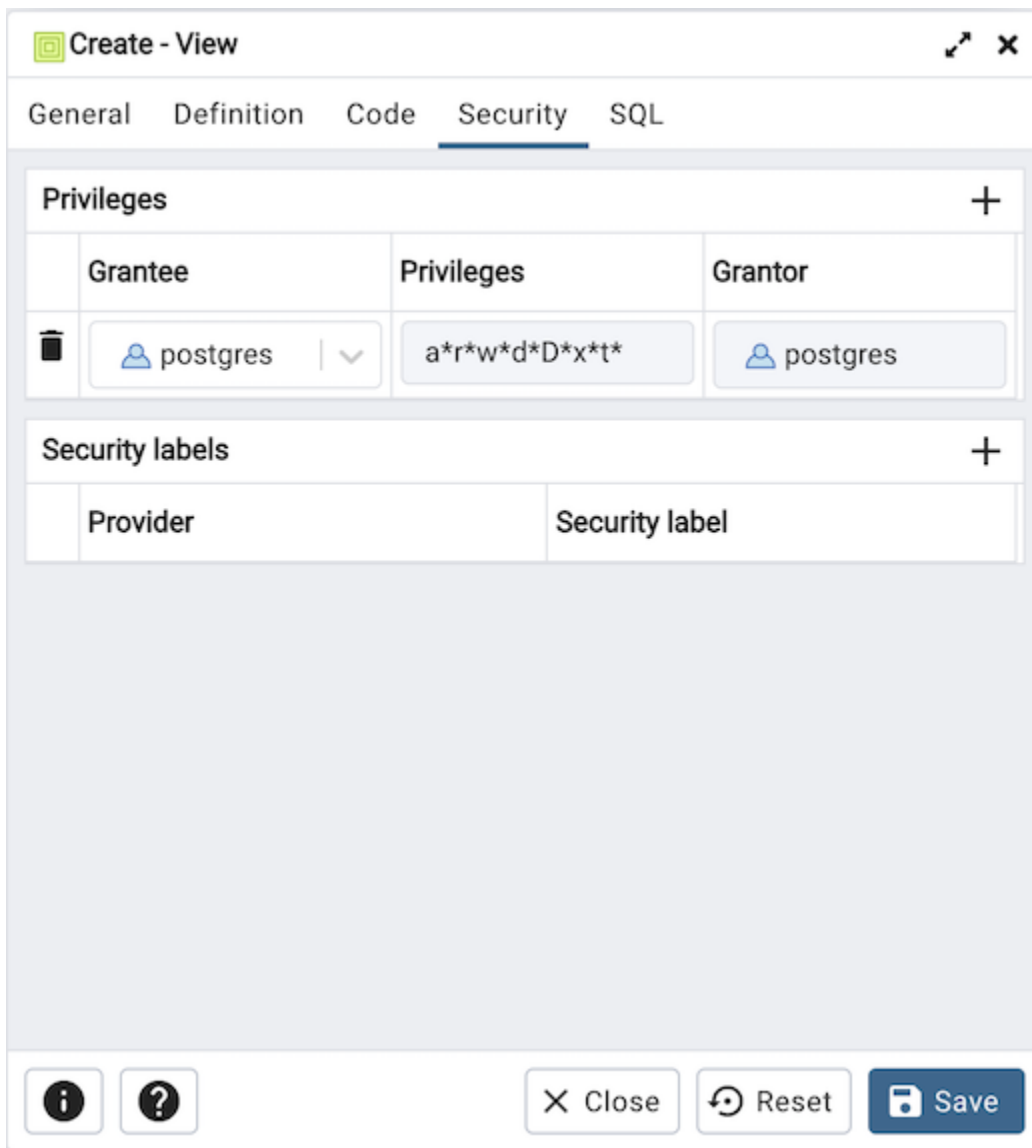 Create - View
General Definition Code Security SQL
Privileges
Grantee Privileges Grantor
postgres a*r*w*d*D*x*t* postgres
Security labels
Provider Security label
Close Reset Save